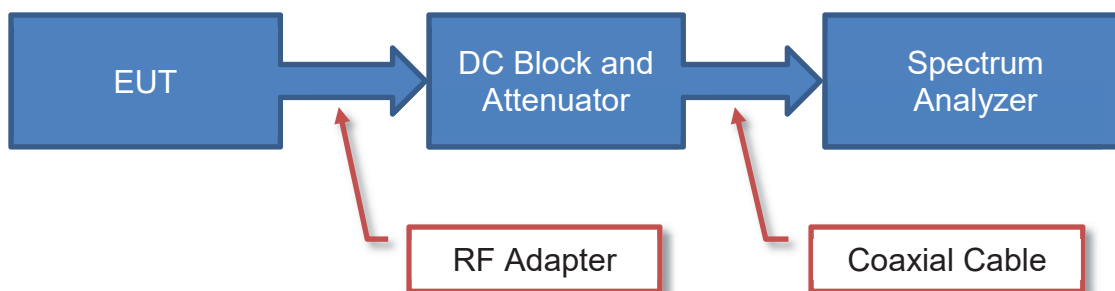 EUT
DC Block and
Attenuator
Spectrum
Analyzer
RF Adapter
Coaxial Cable